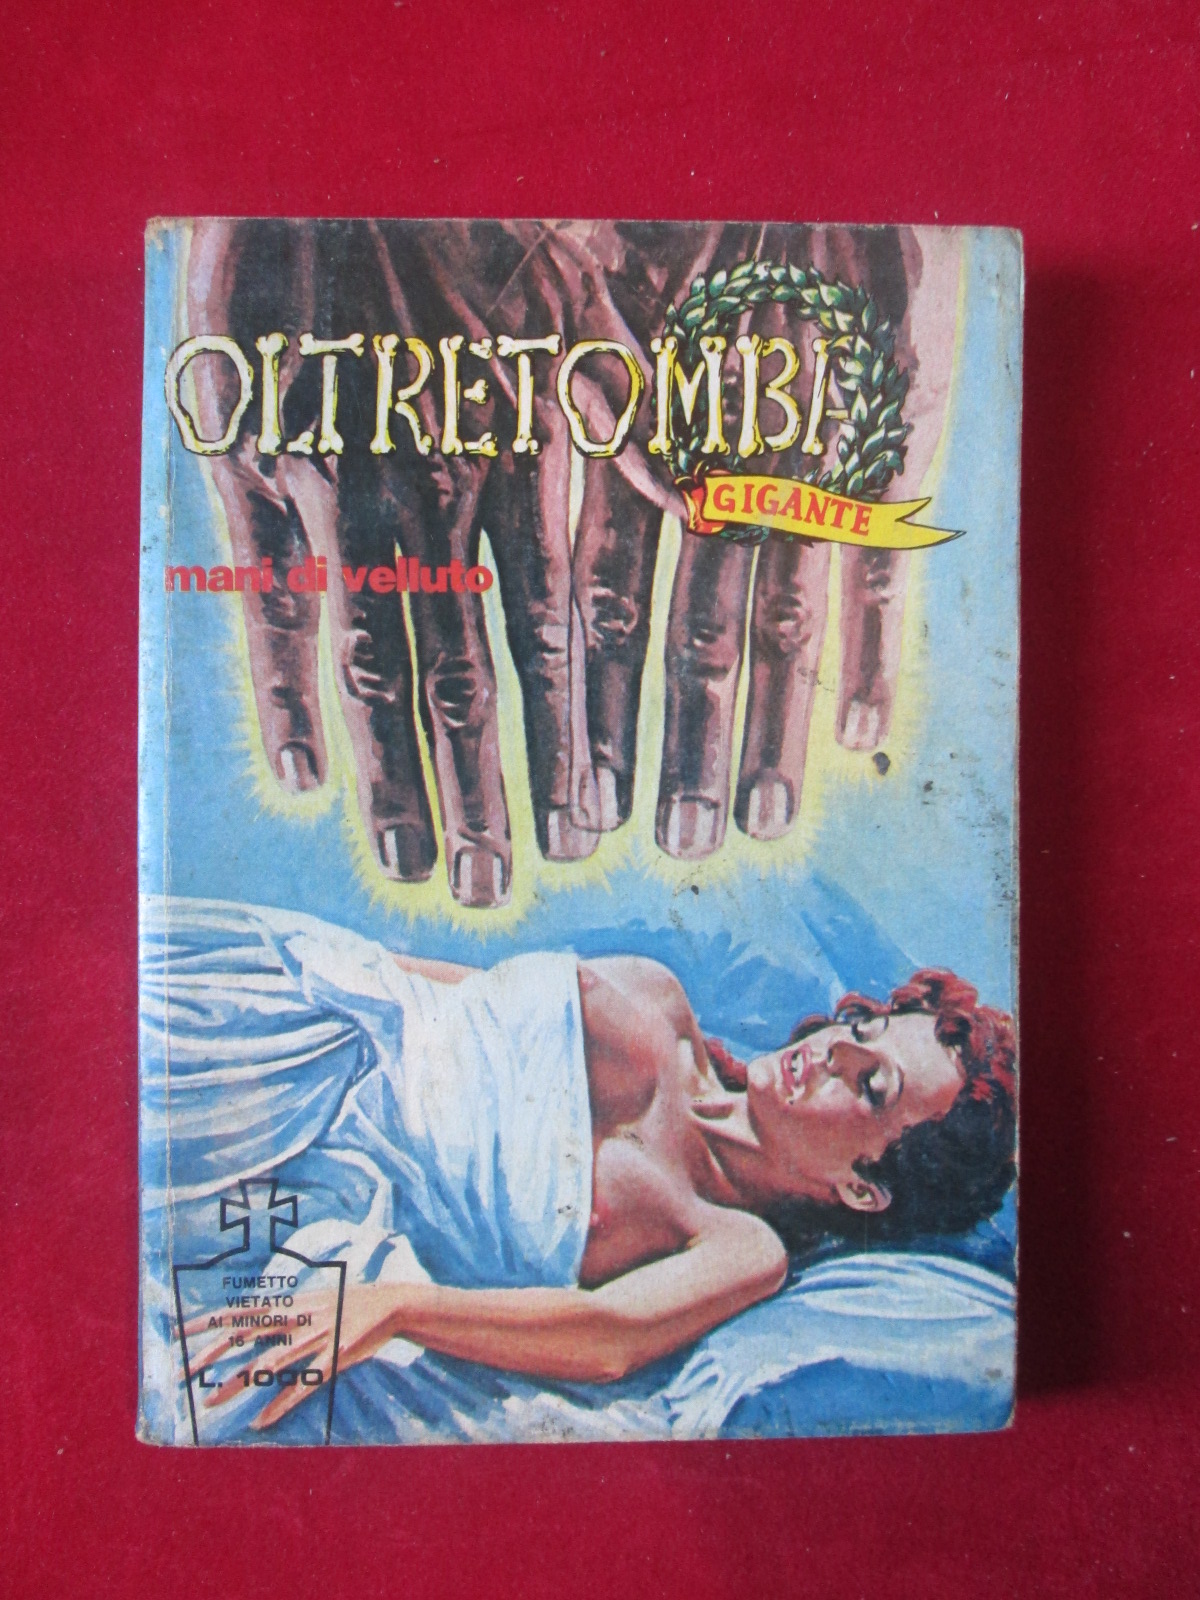 OLTRETOMBA
GIGANTE
mani di velluto
FUMETTO
VIETATO
AI MINORI DI
16 ANNI
L. 1000